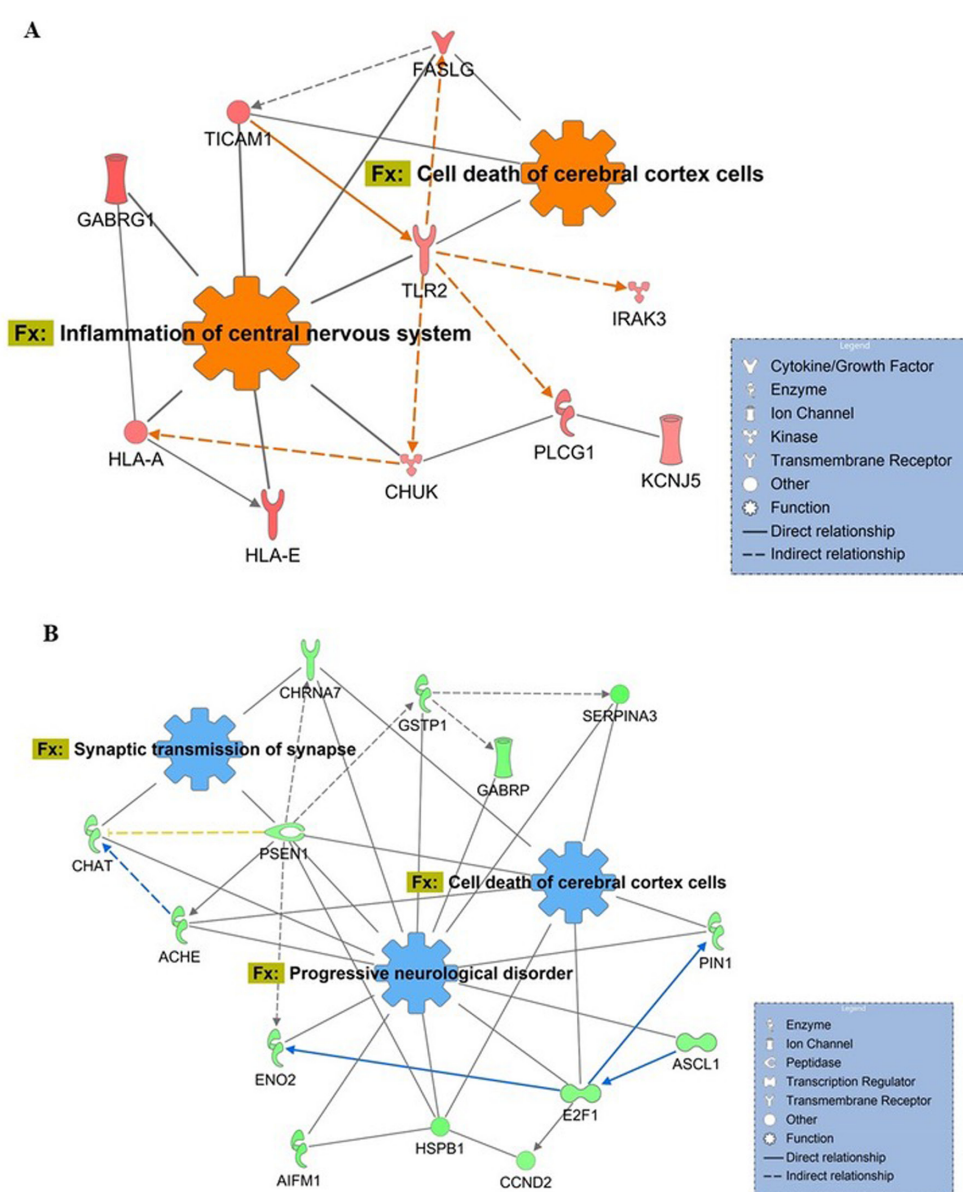 A
FASLG
TICAM1
Fx: Cell death of cerebral cortex cells
GABRG1
TLR2
IRAK3
Fx: Inflammation of central nervous system
HLA-A
CHUK
PLCG1
KCNJ5
HLA-E
Legend
Cytokine/Growth Factor
Enzyme
Ion Channel
Kinase
Transmembrane Receptor
Other
Function
Direct relationship
Indirect relationship
B
CHRNA7
GSTP1
SERPINA3
Fx: Synaptic transmission of synapse
GABRP
CHAT
PSEN1
Fx: Cell death of cerebral cortex cells
ACHE
PIN1
Fx: Progressive neurological disorder
ENO2
ASCL1
E2F1
HSPB1
AIFM1
CCND2
Legend
Enzyme
Ion Channel
Peptidase
Transcription Regulator
Transmembrane Receptor
Other
Function
Direct relationship
Indirect relationship